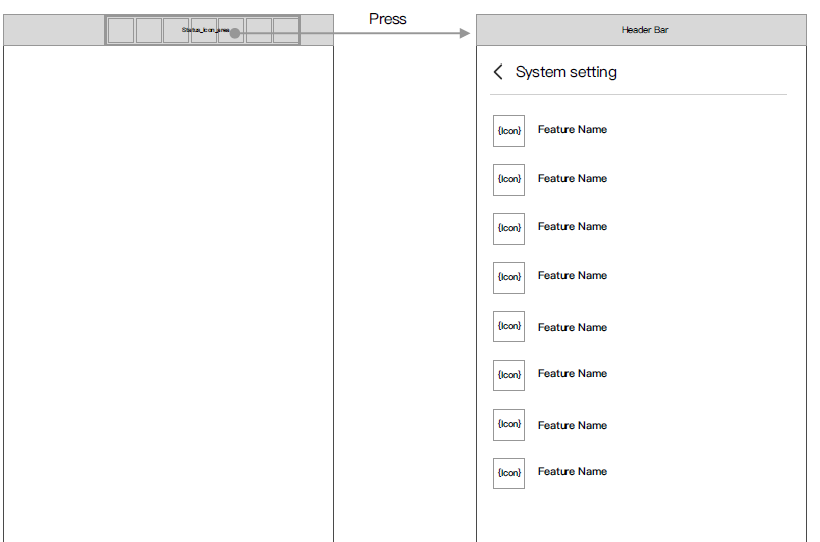 Status_icon_area
Press
Header Bar
System setting
{Icon}
Feature Name
{Icon}
Feature Name
{Icon}
Feature Name
{Icon}
Feature Name
{Icon}
Feature Name
{Icon}
Feature Name
{Icon}
Feature Name
{Icon}
Feature Name